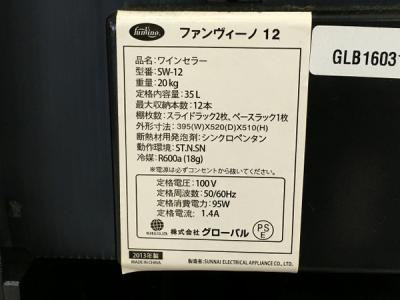 funVino.
ファンヴィーノ 12
品名:ワインセラー
型番:SW-12
重量:20kg
定格内容量:35L
最大収納本数:12本
棚枚数:スライドラック2枚、ベースラック1枚
外形寸法:395(W)X520(D)X510(H)
断熱材用発泡剤:シンクロペンタン
動作環境:ST.N.SN
冷媒:R600a (18g)
※電源は必ずコンセントから抜いてください。
定格電圧:100V
定格周波数:50/60Hz
定格消費電力:95W
定格電流:1.4A
株式会社 グローバル
PS
E
2013年製
MADE IN CHINA
製造者:SUNNAI ELECTRICAL APPLIANCE CO., LTD.
GLB16031